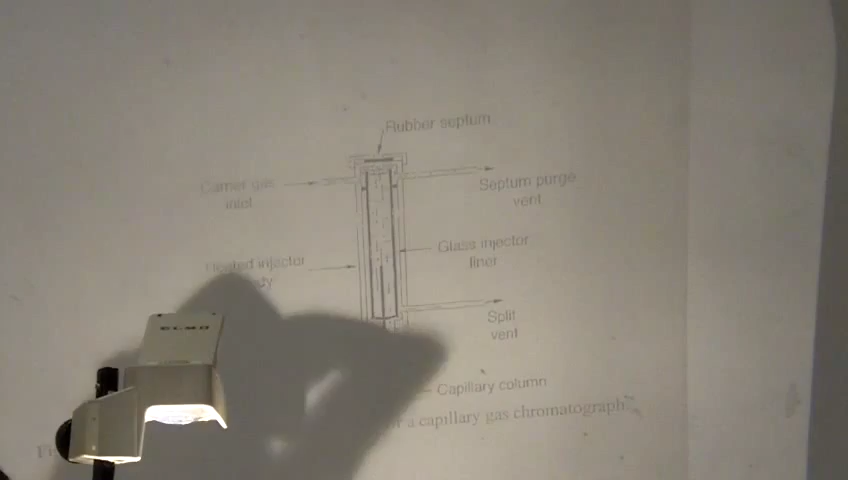 Rubber septum
Carrier gas
inlet
Septum purge
vent
Glass injector
liner
Heated injector
Split
vent
ELMO
Capillary column
a capillary gas chromatograph